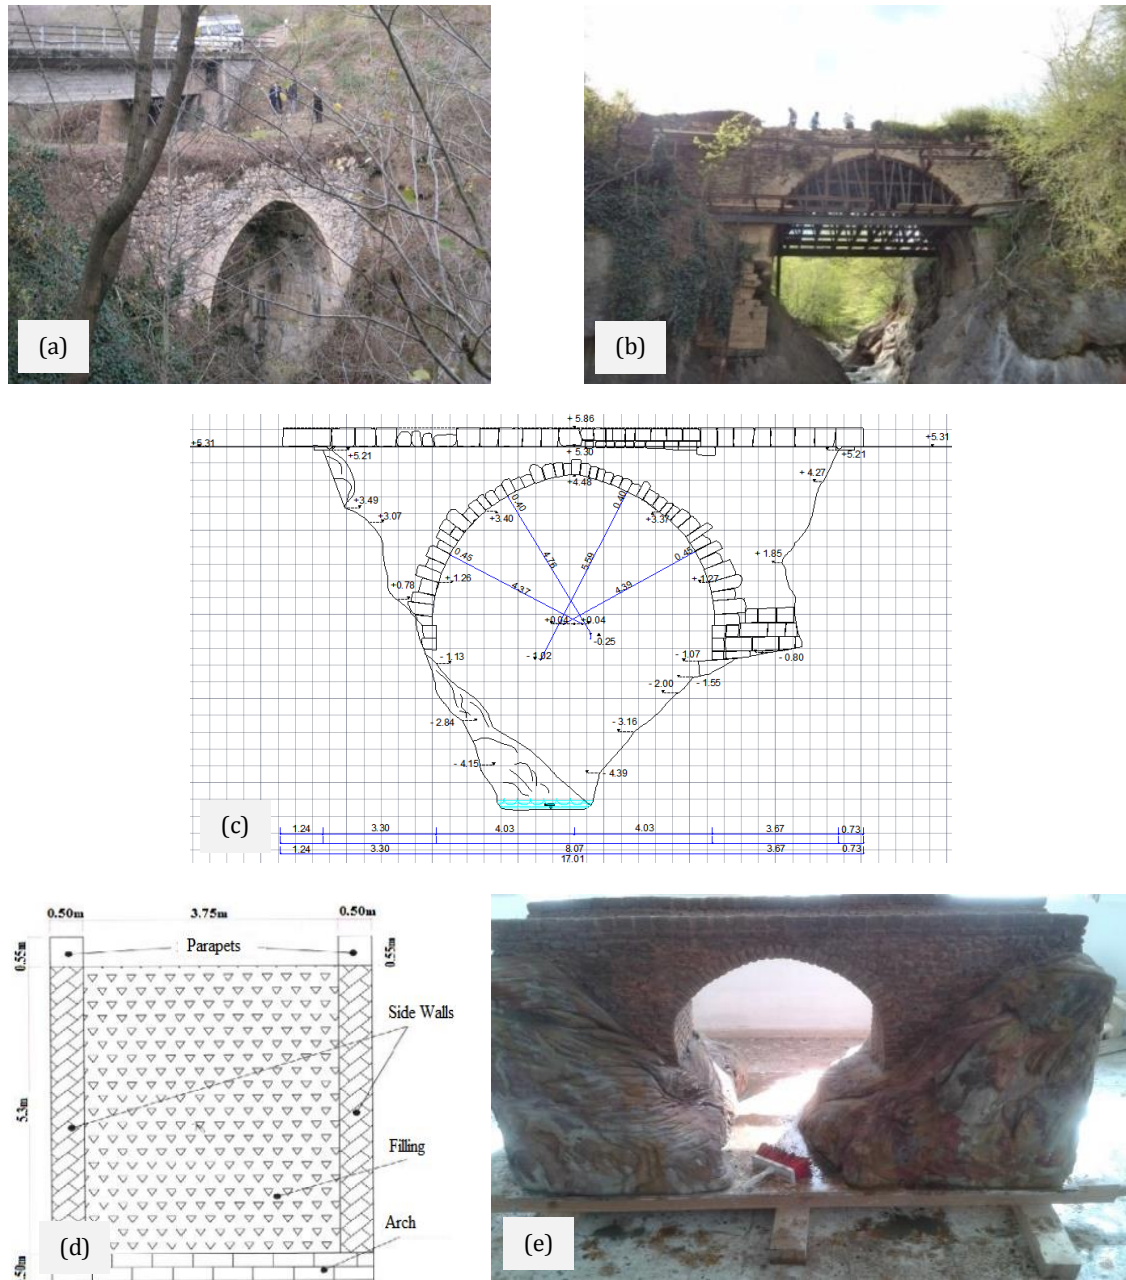 (a)
(b)
+ 5.86
+5.31
+5.31
+5.30
+5.21
+5.21
+ 4.48
+ 4.27
+3.49
0.40
0.40
+3.40
+3.37
+3.07
0.45
4.76
5.59
0.45
+ 1.85
+0.78
+ 1.26
4.37
4.39
+ 1.27
+0.04
+0.04
-0.25
- 1.13
- 1.02
- 1.07
- 0.80
- 2.00
- 1.55
- 2.84
- 3.16
- 4.15
- 4.39
(c)
1.24 3.30 4.03 4.03 3.67 0.73
1.24 3.30 8.07 3.67 0.73
17.01
0.50m 3.75m 0.50m
0.55m
Parapets
0.55m
Side Walls
5.3m
Filling
Arch
.50m
(d)
(e)